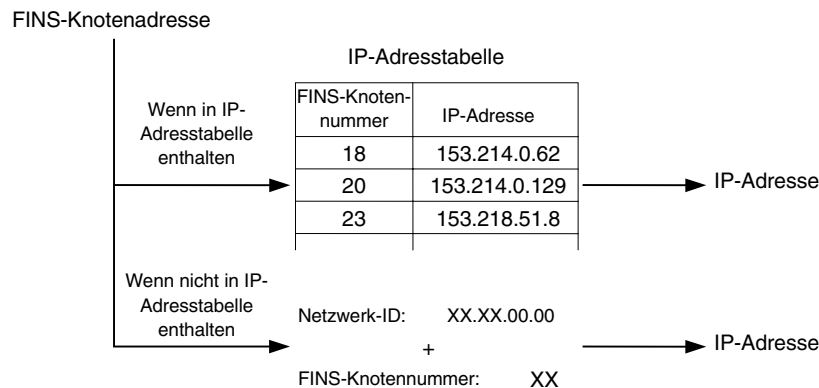 FINS-Knotenadresse
IP-Adresstabelle
Wenn in IP-
Adresstabelle
enthalten
FINS-Knoten-
nummer
IP-Adresse
18 153.214.0.62
20 153.214.0.129
23 153.218.51.8
IP-Adresse
Wenn nicht in IP-
Adresstabelle
enthalten
Netzwerk-ID: XX.XX.00.00
+
FINS-Knotennummer: XX
IP-Adresse